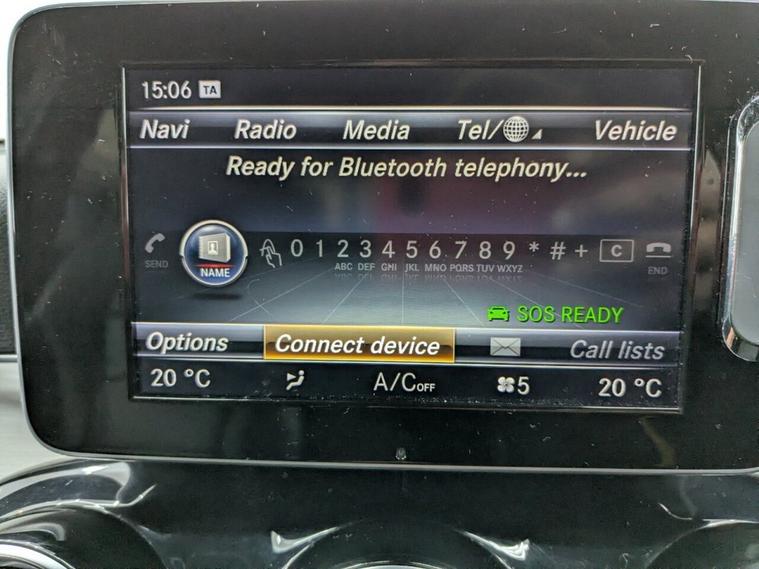 15:06 TA
Navi Radio Media Tel/ Vehicle
Ready for Bluetooth telephony...
SEND NAME 0 1 2 3 4 5 6 7 8 9 * # + C END
ABC DEF GHI JKL MNO PQRS TUV WXYZ
SOS READY
Options Connect device Call lists
20 °C A/C OFF 5 20 °C